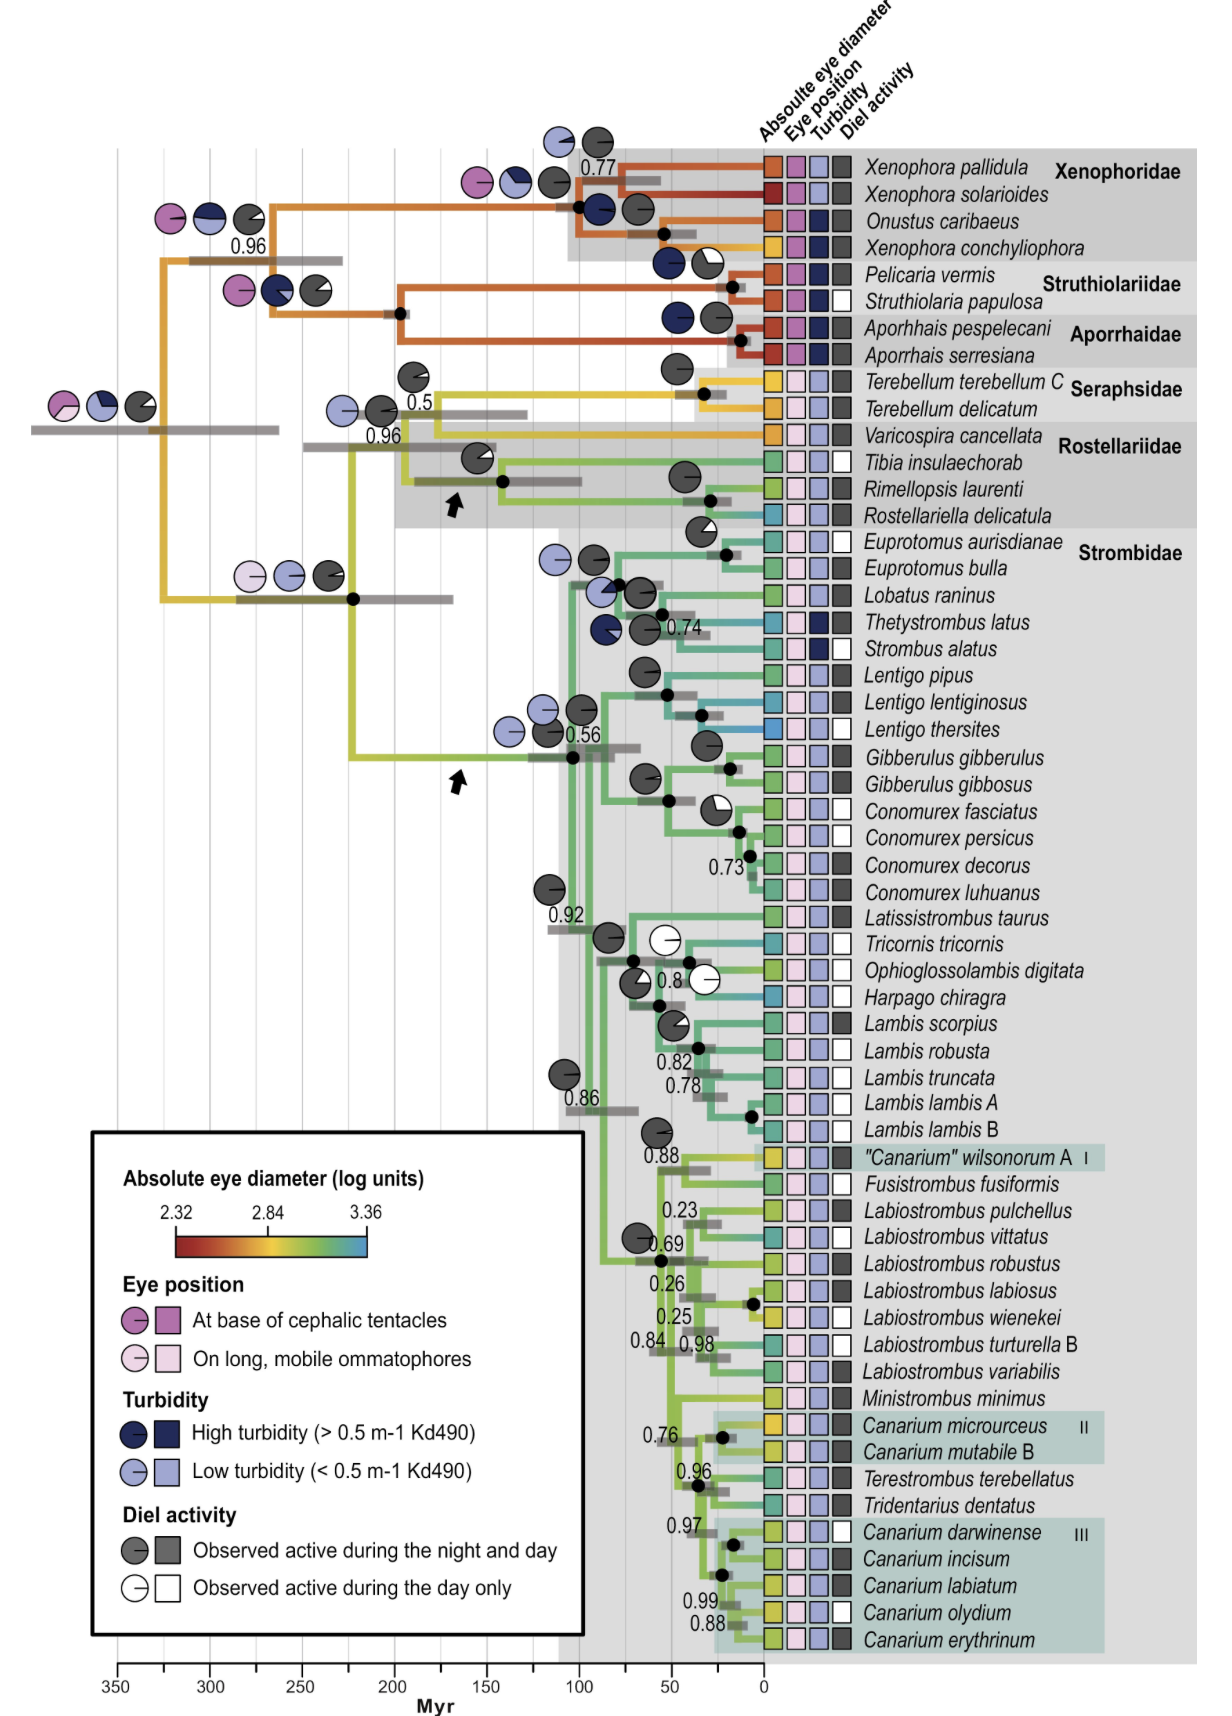 Absoulte eye diameter
Eye position
Turbidity
Diel activity
Xenophora pallidula
Xenophoridae
Xenophora solarioides
Onustus caribaeus
Xenophora conchyliophora
Pelicaria vermis
Struthiolariidae
Struthiolaria papulosa
Aporhhais pespelecani
Aporrhaidae
Aporrhais serresiana
Terebellum terebellum C
Seraphsidae
Terebellum delicatum
Varicospira cancellata
Rostellariidae
Tibia insulaechorab
Rimellopsis laurenti
Rostellariella delicatula
Euprotomus aurisdianae
Strombidae
Euprotomus bulla
Lobatus raninus
Thetystrombus latus
Strombus alatus
Lentigo pipus
Lentigo lentiginosus
Lentigo thersites
Gibberulus gibberulus
Gibberulus gibbosus
Conomurex fasciatus
Conomurex persicus
Conomurex decorus
Conomurex luhuanus
Latissistrombus taurus
Tricornis tricornis
Ophioglossolambis digitata
Harpago chiragra
Lambis scorpius
Lambis robusta
Lambis truncata
Lambis lambis A
Lambis lambis B
"Canarium" wilsonorum A I
Fusistrombus fusiformis
Labiostrombus pulchellus
Labiostrombus vittatus
Labiostrombus robustus
Labiostrombus labiosus
Labiostrombus wienekei
Labiostrombus turturella B
Labiostrombus variabilis
Ministrombus minimus
Canarium microurceus II
Canarium mutabile B
Terestrombus terebellatus
Tridentarius dentatus
Canarium darwinense III
Canarium incisum
Canarium labiatum
Canarium olydium
Canarium erythrinum
0.77
0.96
0.5
0.96
0.74
0.56
0.73
0.92
0.8
0.82
0.78
0.86
0.88
0.23
0.69
0.26
0.25
0.84
0.98
0.76
0.96
0.97
0.99
0.88
Absolute eye diameter (log units)
2.32 2.84 3.36
Eye position
At base of cephalic tentacles
On long, mobile ommatophores
Turbidity
High turbidity (> 0.5 m-1 Kd490)
Low turbidity (< 0.5 m-1 Kd490)
Diel activity
Observed active during the night and day
Observed active during the day only
350 300 250 200 150 100 50 0
Myr